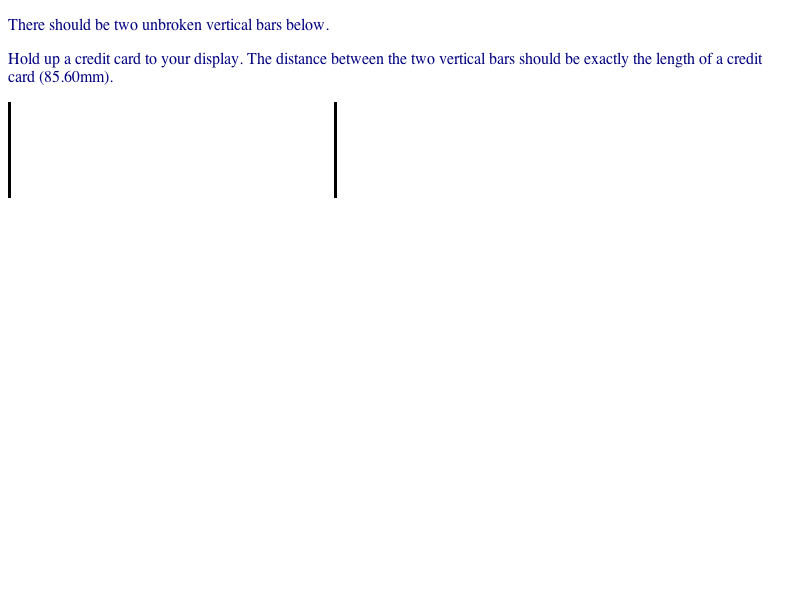 There should be two unbroken vertical bars below.
Hold up a credit card to your display. The distance between the two vertical bars should be exactly the length of a credit
card (85.60mm).